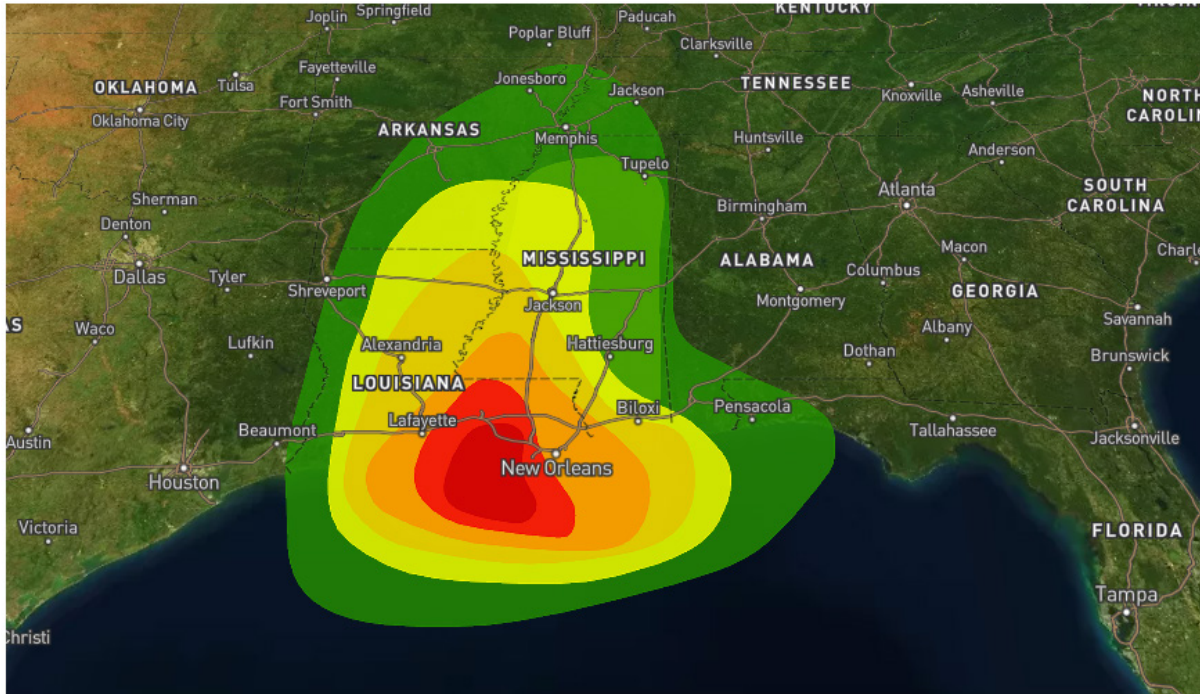 Joplin
Springfield
Paducah
KENTUCKY
Poplar Bluff
Clarksville
Fayetteville
OKLAHOMA
Tulsa
Jonesboro
Jackson
TENNESSEE
Knoxville
Asheville
Fort Smith
Oklahoma City
ARKANSAS
Memphis
Huntsville
NORTH
CAROLIN
Tupelo
Anderson
Sherman
Birmingham
Atlanta
SOUTH
CAROLINA
Denton
MISSISSIPPI
ALABAMA
Macon
Charle
Dallas
Tyler
Shreveport
Jackson
Columbus
Montgomery
GEORGIA
AS
Waco
Lufkin
Alexandria
Hattiesburg
Dothan
Albany
Savannah
Brunswick
LOUISIANA
Lafayette
Biloxi
Pensacola
Tallahassee
Jacksonville
Austin
Beaumont
Houston
New Orleans
Victoria
FLORIDA
Tampa
Christi